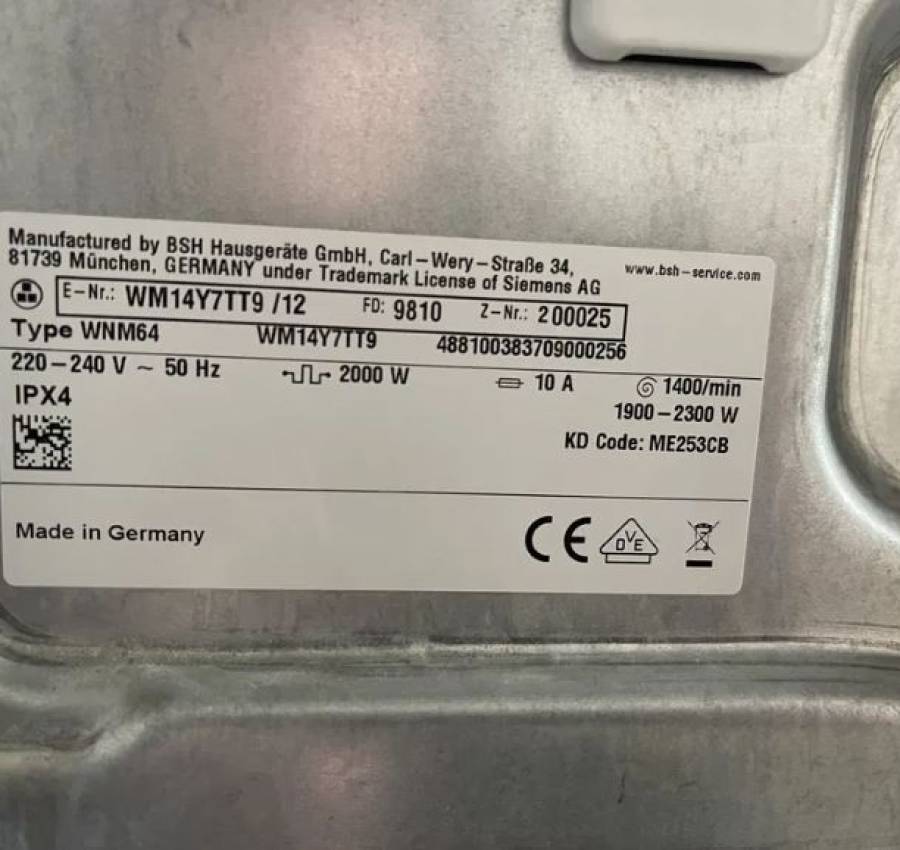 Manufactured by BSH Hausgeräte GmbH, Carl-Wery-Straße 34,
81739 München, GERMANY under Trademark License of Siemens AG
www.bsh-service.com
E-Nr.: WM14Y7TT9 /12 FD: 9810 Z-Nr.: 200025
Type WNM64 WM14Y7TT9 488100383709000256
220-240 V ~ 50 Hz 2000 W 10 A 1400/min
IPX4 1900-2300 W
KD Code: ME253CB
Made in Germany CE DVE